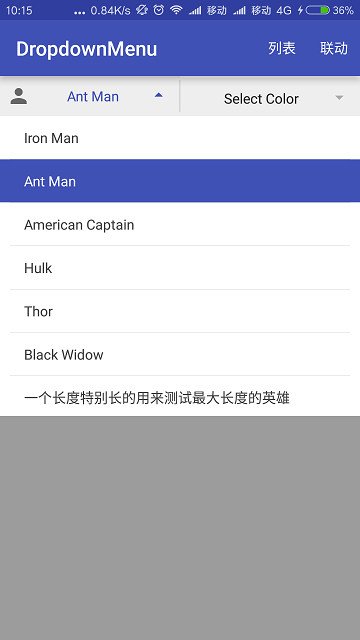 10:15 ... 0.84K/s 移动 移动 4G 36%
DropdownMenu 列表 联动
Ant Man Select Color
Iron Man
Ant Man
American Captain
Hulk
Thor
Black Widow
一个长度特别长的用来测试最大长度的英雄